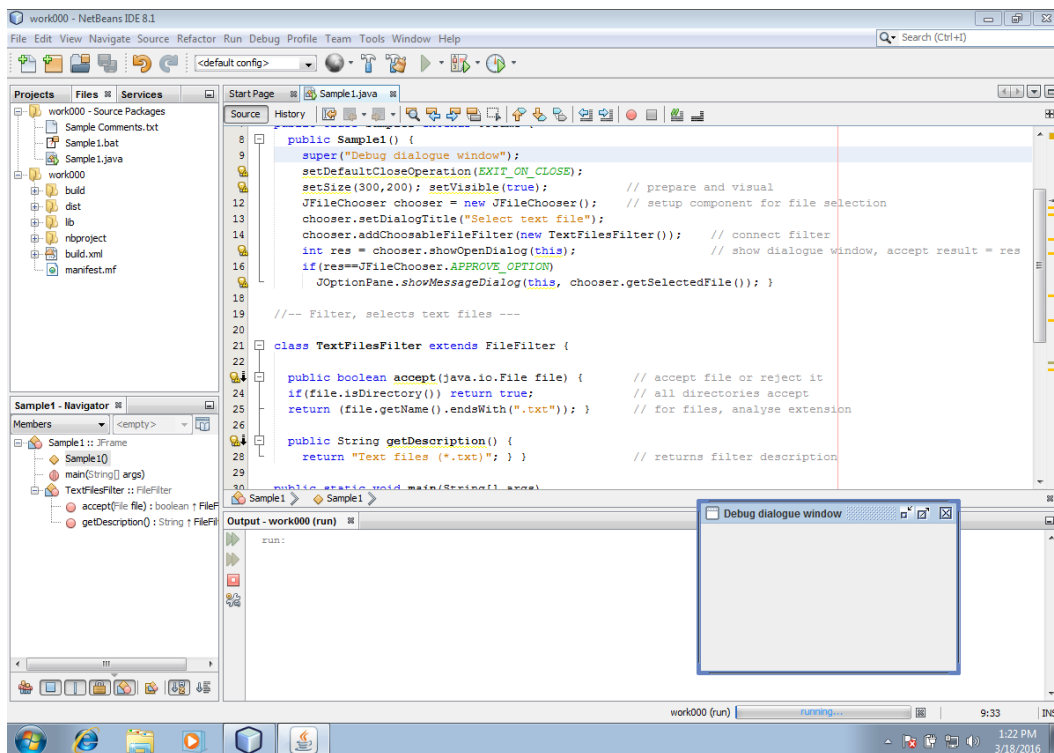 work000 - NetBeans IDE 8.1
File Edit View Navigate Source Refactor Run Debug Profile Team Tools Window Help
Search (Ctrl+I)
<default config>
Projects Files Services
work000 - Source Packages
Sample Comments.txt
Sample1.bat
Sample1.java
work000
build
dist
lib
nbproject
build.xml
manifest.mf
Sample1 - Navigator
Members <empty>
Sample1 :: JFrame
Sample1()
main(String[] args)
TextFilesFilter :: FileFilter
accept(File file) : boolean ↑ FileF
getDescription() : String ↑ FileFil
Start Page Sample1.java
Source History
8 public Sample1() {
9 super("Debug dialogue window");
setDefaultCloseOperation(EXIT_ON_CLOSE);
setSize(300,200); setVisible(true); // prepare and visual
12 JFileChooser chooser = new JFileChooser(); // setup component for file selection
13 chooser.setDialogTitle("Select text file");
14 chooser.addChoosableFileFilter(new TextFilesFilter()); // connect filter
int res = chooser.showOpenDialog(this); // show dialogue window, accept result = res
16 if(res==JFileChooser.APPROVE_OPTION)
JOptionPane.showMessageDialog(this, chooser.getSelectedFile()); }
18
19 //-- Filter, selects text files ---
20
21 class TextFilesFilter extends FileFilter {
22
public boolean accept(java.io.File file) { // accept file or reject it
24 if(file.isDirectory()) return true; // all directories accept
25 return (file.getName().endsWith(".txt")); } // for files, analyse extension
26
public String getDescription() {
28 return "Text files (*.txt)"; } } // returns filter description
29
30 public static void main(String[] args)
Sample1 Sample1
Output - work000 (run)
run:
Debug dialogue window
work000 (run) running... 9:33 INS
1:22 PM
3/18/2016